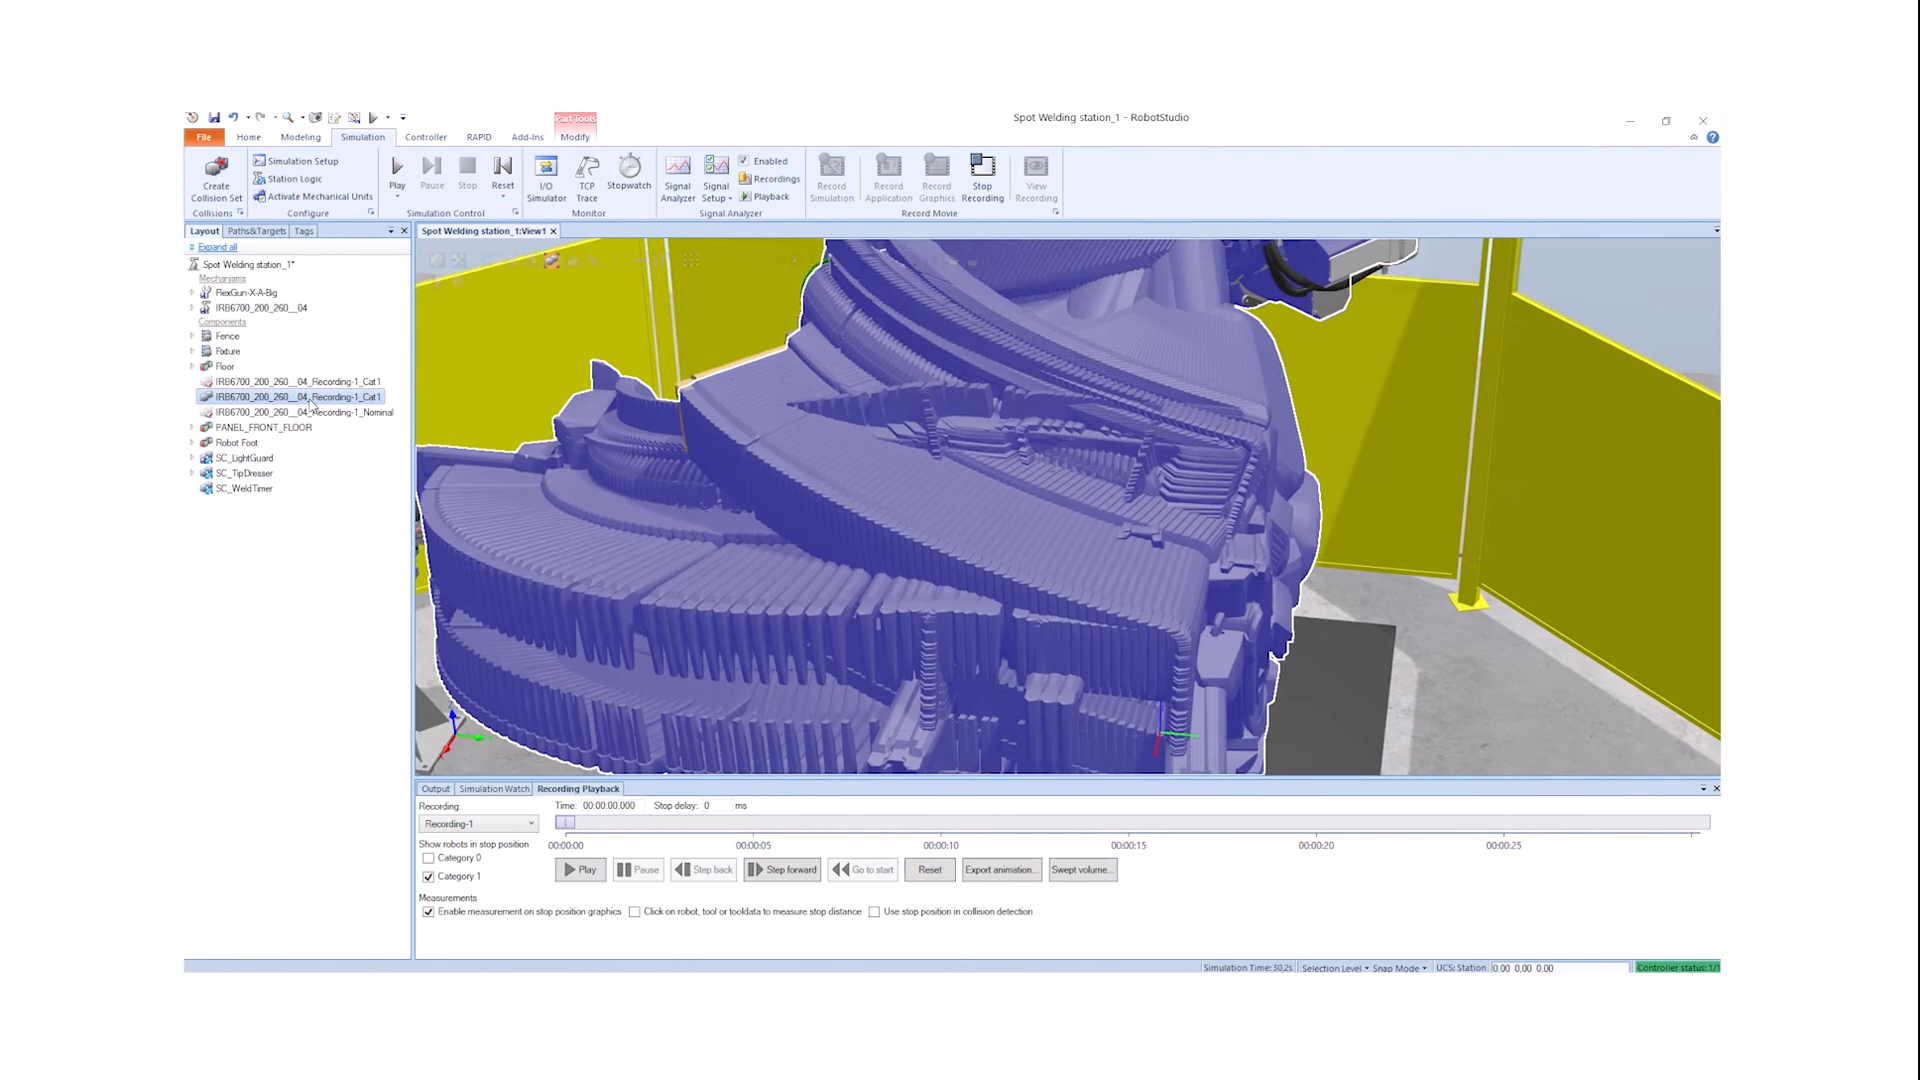 Part Tools
Spot Welding station_1 - RobotStudio
File Home Modeling Simulation Controller RAPID Add-Ins Modify
Create Collision Set
Collisions
Simulation Setup
Station Logic
Activate Mechanical Units
Configure
Play Pause Stop Reset
Simulation Control
I/O Simulator
TCP Trace
Stopwatch
Monitor
Signal Analyzer
Signal Setup
Enabled
Recordings
Playback
Signal Analyzer
Record Simulation
Record Application
Record Graphics
Stop Recording
View Recording
Record Movie
Layout Paths&Targets Tags
Spot Welding station_1:View1
Expand all
Spot Welding station_1*
Mechanisms
FlexGun-X-A-Big
IRB6700_200_260__04
Components
Fence
Fixture
Floor
IRB6700_200_260__04_Recording-1_Cat1
IRB6700_200_260__04_Recording-1_Cat1
IRB6700_200_260__04_Recording-1_Nominal
PANEL_FRONT_FLOOR
Robot Foot
SC_LightGuard
SC_TipDresser
SC_WeldTimer
Output Simulation Watch Recording Playback
Recording:
Recording-1
Time: 00:00:00,000 Stop delay: 0 ms
00:00:00 00:00:05 00:00:10 00:00:15 00:00:20 00:00:25
Show robots in stop position
Category 0
Category 1
Play Pause Step back Step forward Go to start Reset Export animation... Swept volume...
Measurements
Enable measurement on stop position graphics Click on robot, tool or tooldata to measure stop distance Use stop position in collision detection
Simulation Time: 30,2s Selection Level Snap Mode UCS: Station 0,00 0,00 0,00 Controller status: 1/1